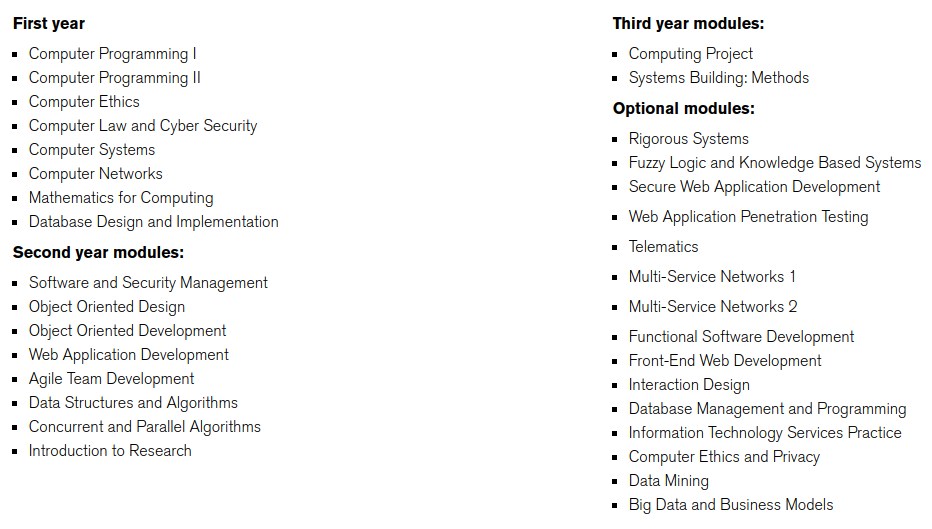 First year
Computer Programming I
Computer Programming II
Computer Ethics
Computer Law and Cyber Security
Computer Systems
Computer Networks
Mathematics for Computing
Database Design and Implementation
Second year modules:
Software and Security Management
Object Oriented Design
Object Oriented Development
Web Application Development
Agile Team Development
Data Structures and Algorithms
Concurrent and Parallel Algorithms
Introduction to Research
Third year modules:
Computing Project
Systems Building: Methods
Optional modules:
Rigorous Systems
Fuzzy Logic and Knowledge Based Systems
Secure Web Application Development
Web Application Penetration Testing
Telematics
Multi-Service Networks 1
Multi-Service Networks 2
Functional Software Development
Front-End Web Development
Interaction Design
Database Management and Programming
Information Technology Services Practice
Computer Ethics and Privacy
Data Mining
Big Data and Business Models